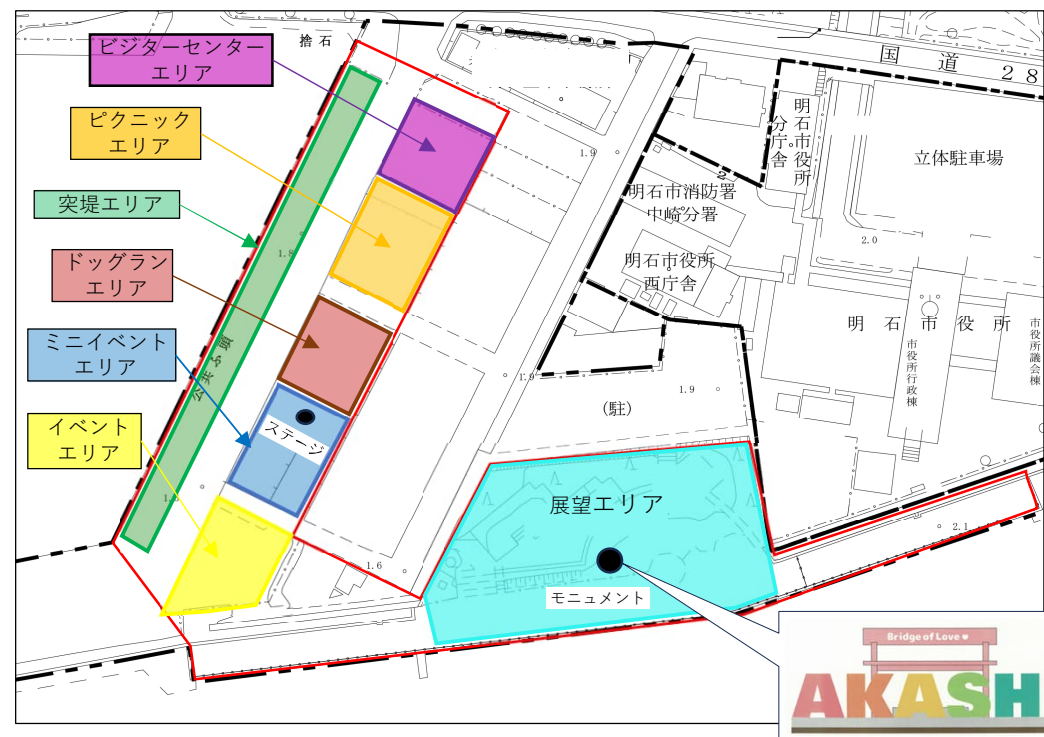 捨石
ビジターセンター
エリア
ピクニック
エリア
突堤エリア
ドッグラン
エリア
ミニイベント
エリア
イベント
エリア
公共ふ頭
ステージ
国道28
明石市役所
分庁舎
立体駐車場
明石市消防署
中崎分署
明石市役所
西庁舎
明石市役所
市役所行政棟
市役所議会棟
(駐)
展望エリア
モニュメント
1.9
1.8
2.0
1.9
1.9
1.6
2.1
Bridge of Love ♥
AKASH